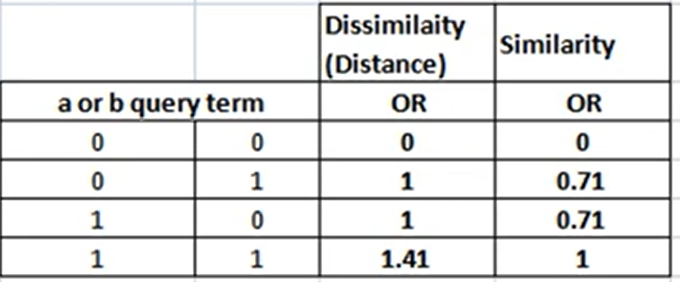 Dissimilaity
(Distance) Similarity
a or b query term OR OR
0 0 0 0
0 1 1 0.71
1 0 1 0.71
1 1 1.41 1